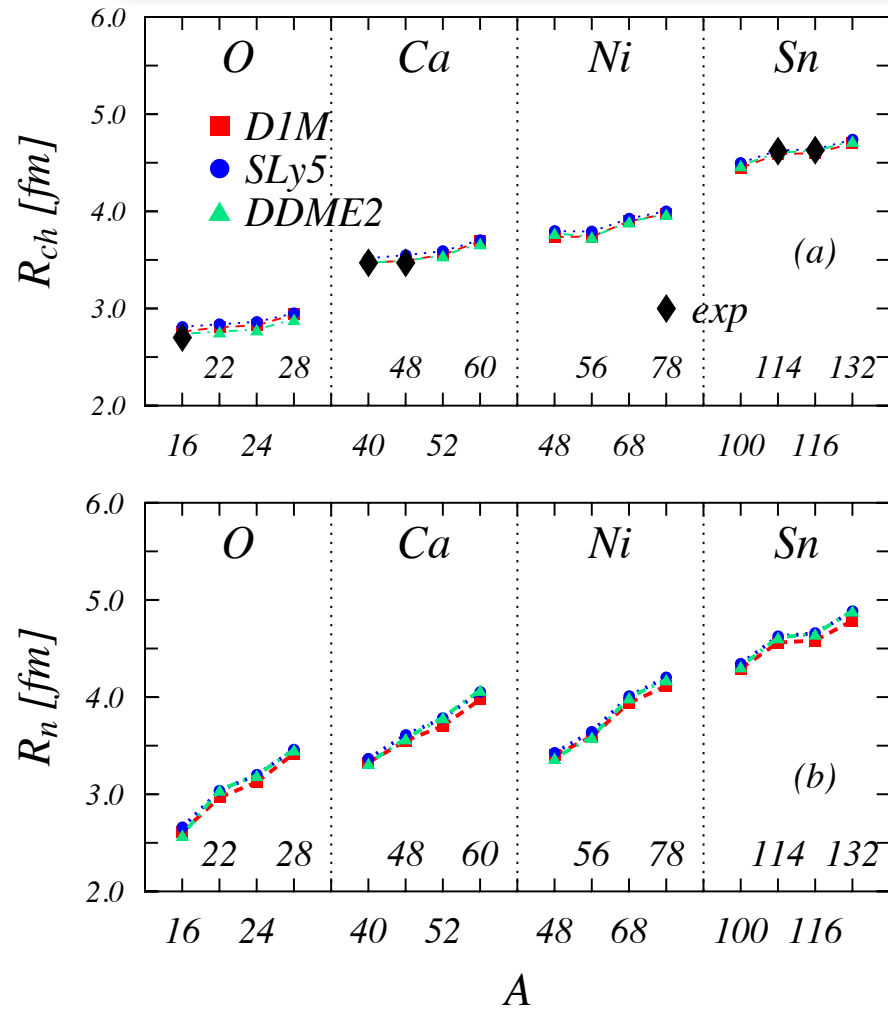 6.0
O Ca Ni Sn
5.0
D1M
SLy5
4.0
DDME2
R_ch [fm]
(a)
3.0
exp
22 28 48 60 56 78 114 132
2.0
16 24 40 52 48 68 100 116
6.0
O Ca Ni Sn
5.0
R_n [fm]
4.0
3.0
(b)
22 28 48 60 56 78 114 132
2.0
16 24 40 52 48 68 100 116
A